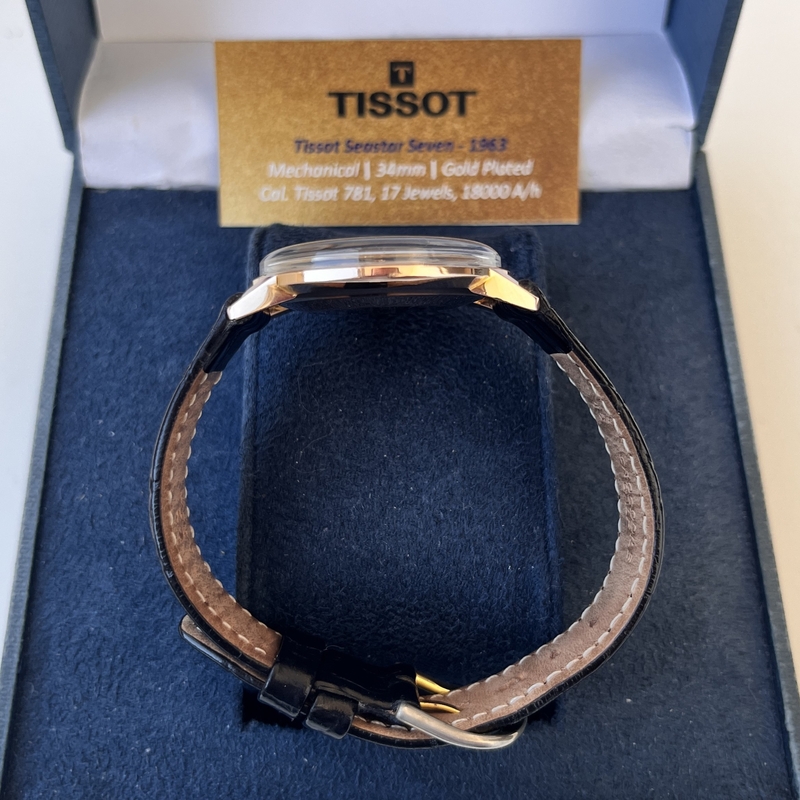 T
TISSOT
Tissot Seastar Seven - 1963
Mechanical | 34mm | Gold Plated
Cal. Tissot 781, 17 Jewels, 18000 A/h